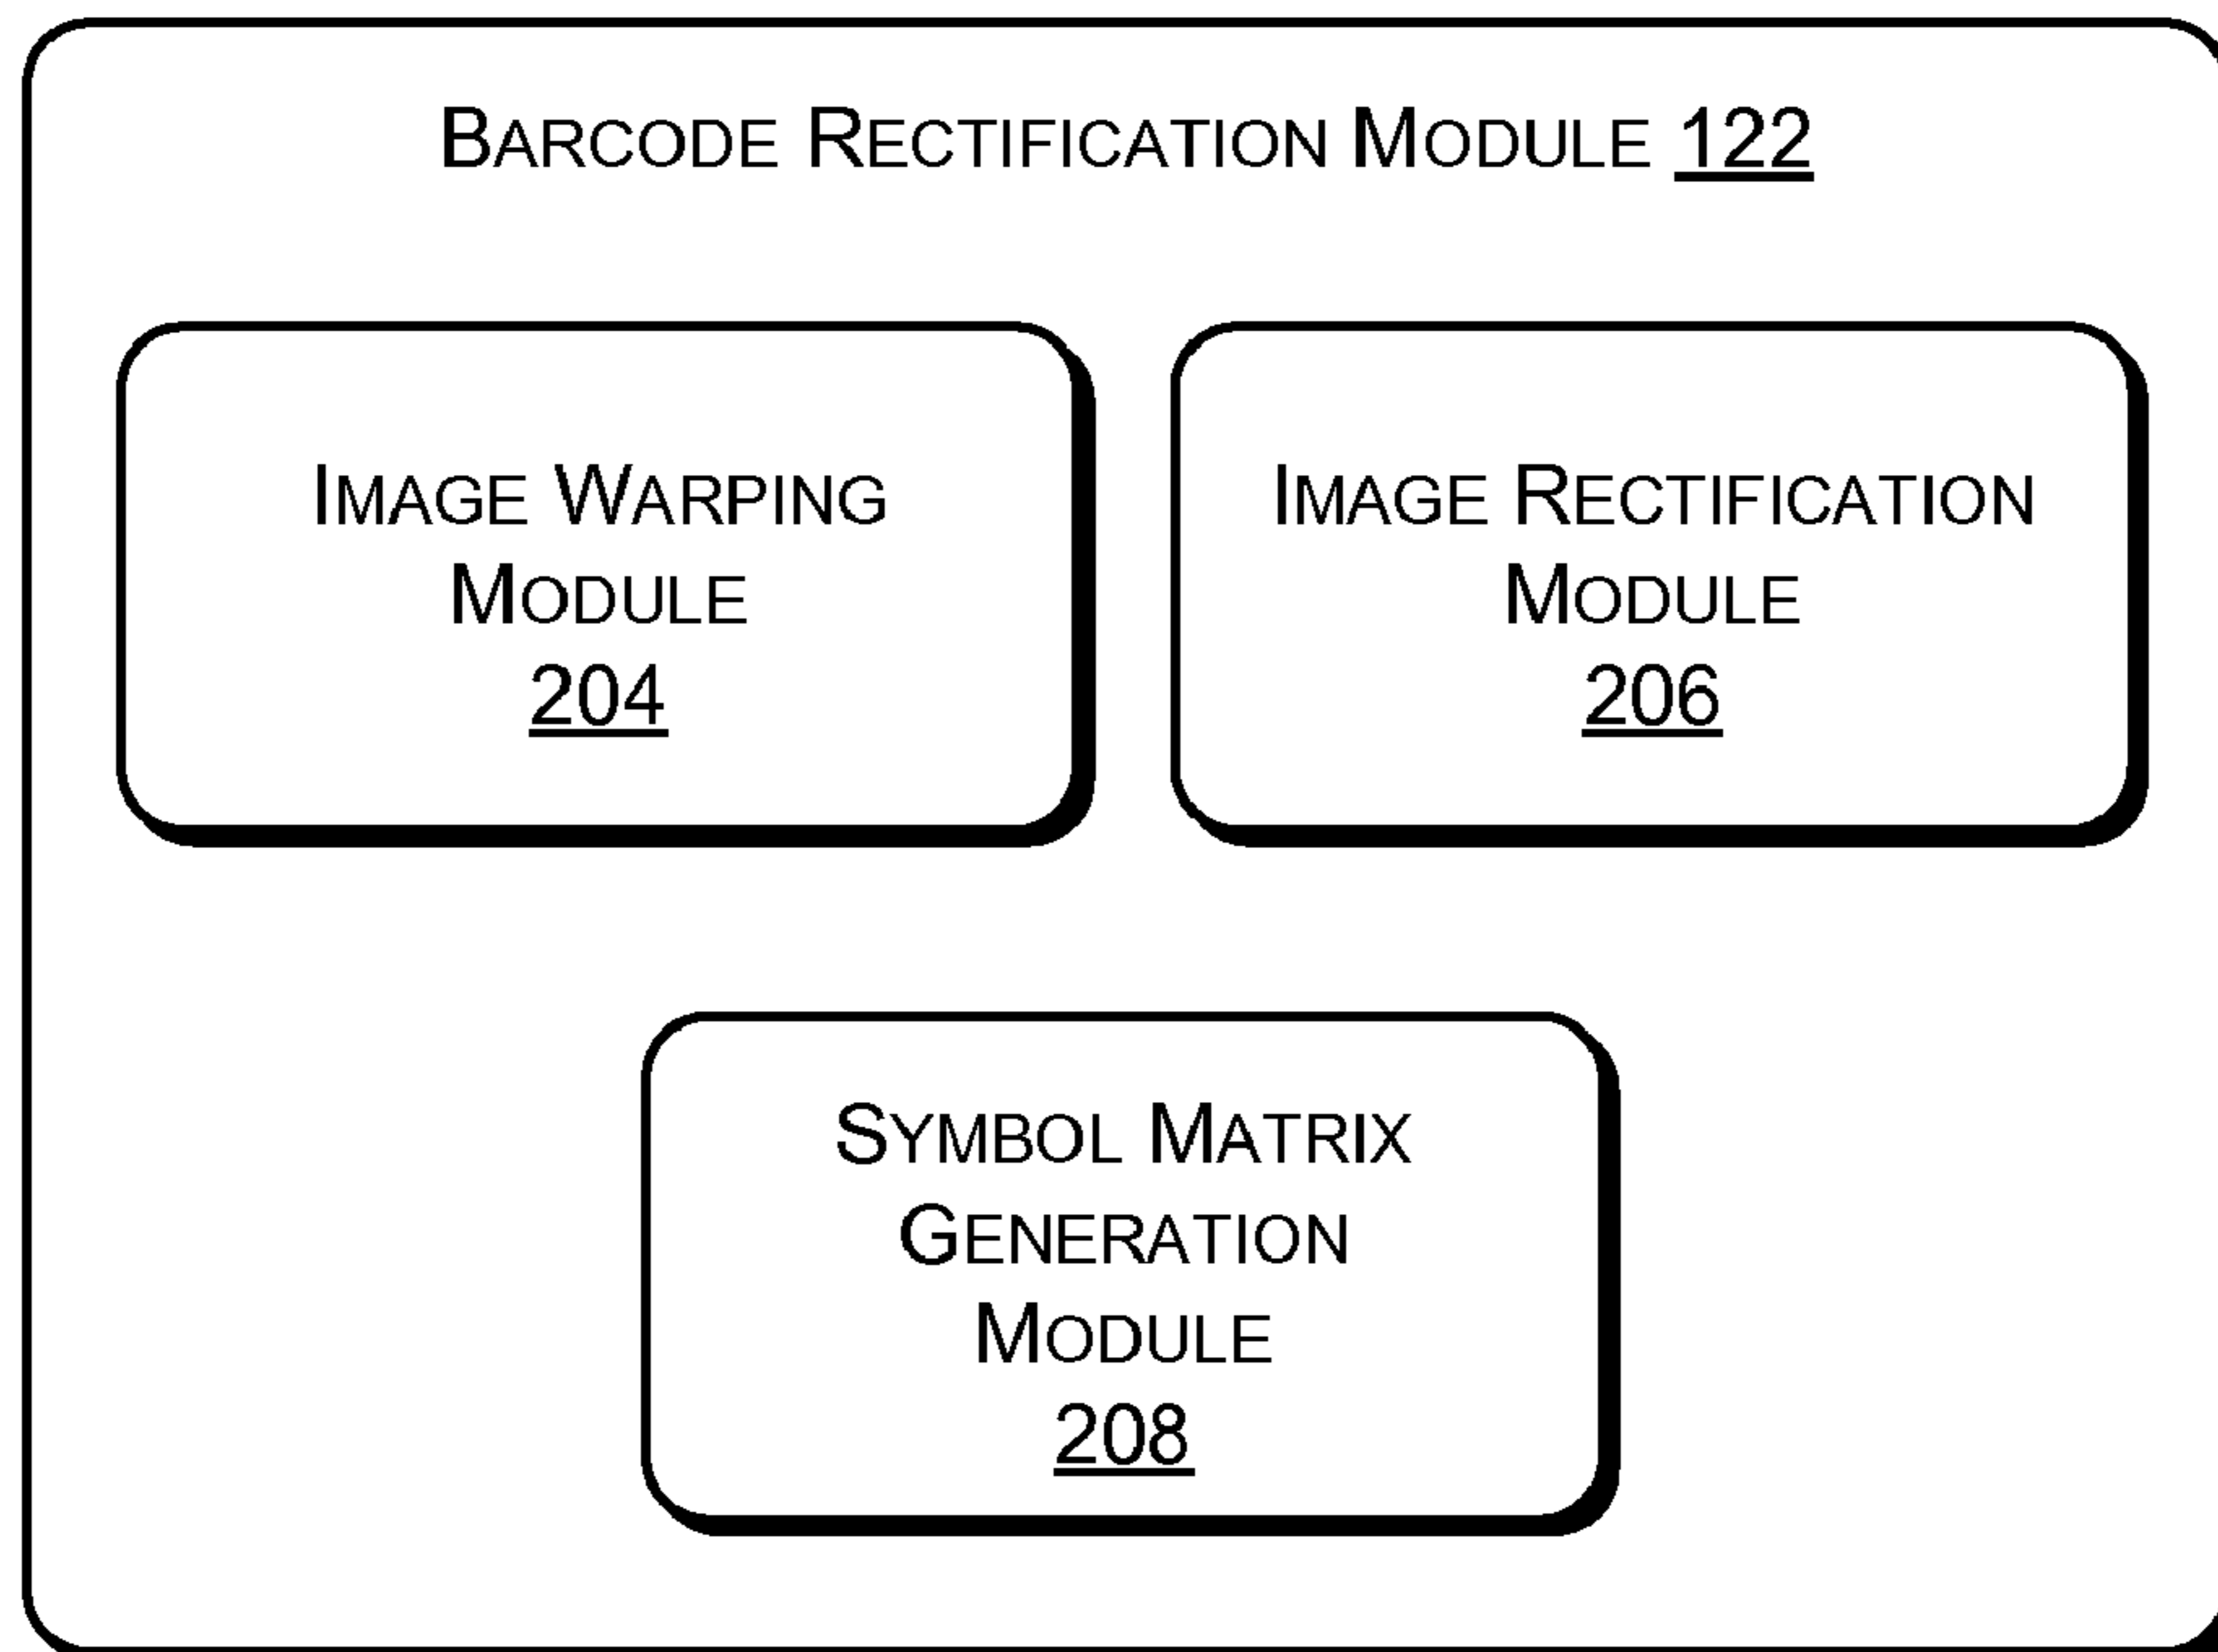 BARCODE RECTIFICATION MODULE 122
IMAGE WARPING
MODULE
204
IMAGE RECTIFICATION
MODULE
206
SYMBOL MATRIX
GENERATION
MODULE
208